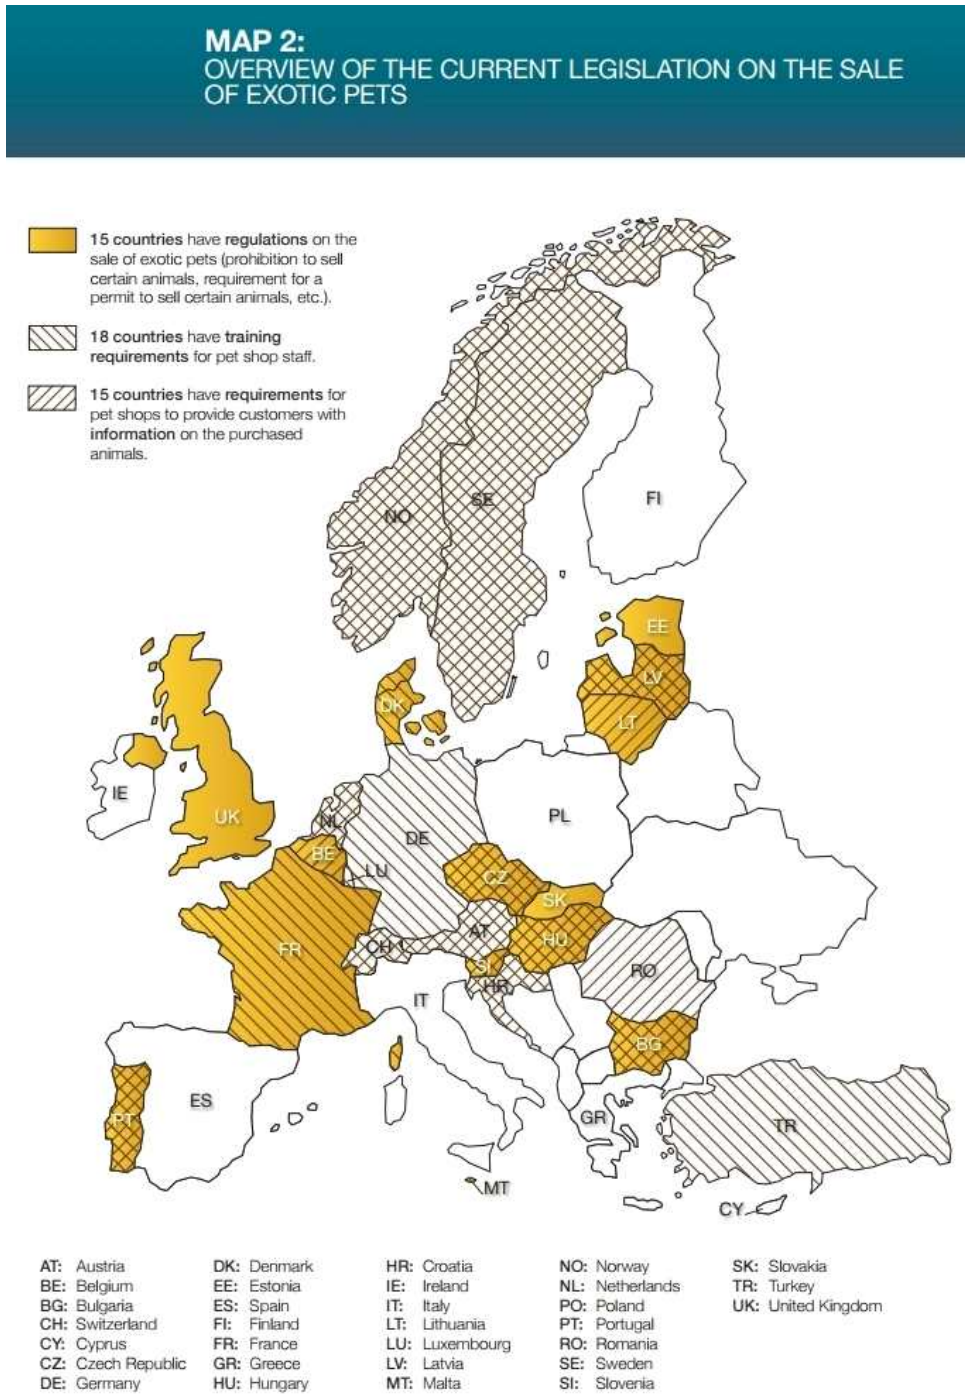 MAP 2:
OVERVIEW OF THE CURRENT LEGISLATION ON THE SALE
OF EXOTIC PETS
15 countries have regulations on the
sale of exotic pets (prohibition to sell
certain animals, requirement for a
permit to sell certain animals, etc.).
18 countries have training
requirements for pet shop staff.
15 countries have requirements for
pet shops to provide customers with
information on the purchased
animals.
NO
SE
FI
EE
LV
LT
DK
IE
UK
NL
BE
LU
DE
PL
CZ
SK
FR
CH
AT
HU
SI
HR
IT
RO
BG
PT
ES
GR
TR
MT
CY
AT: Austria
BE: Belgium
BG: Bulgaria
CH: Switzerland
CY: Cyprus
CZ: Czech Republic
DE: Germany
DK: Denmark
EE: Estonia
ES: Spain
FI: Finland
FR: France
GR: Greece
HU: Hungary
HR: Croatia
IE: Ireland
IT: Italy
LT: Lithuania
LU: Luxembourg
LV: Latvia
MT: Malta
NO: Norway
NL: Netherlands
PO: Poland
PT: Portugal
RO: Romania
SE: Sweden
SI: Slovenia
SK: Slovakia
TR: Turkey
UK: United Kingdom